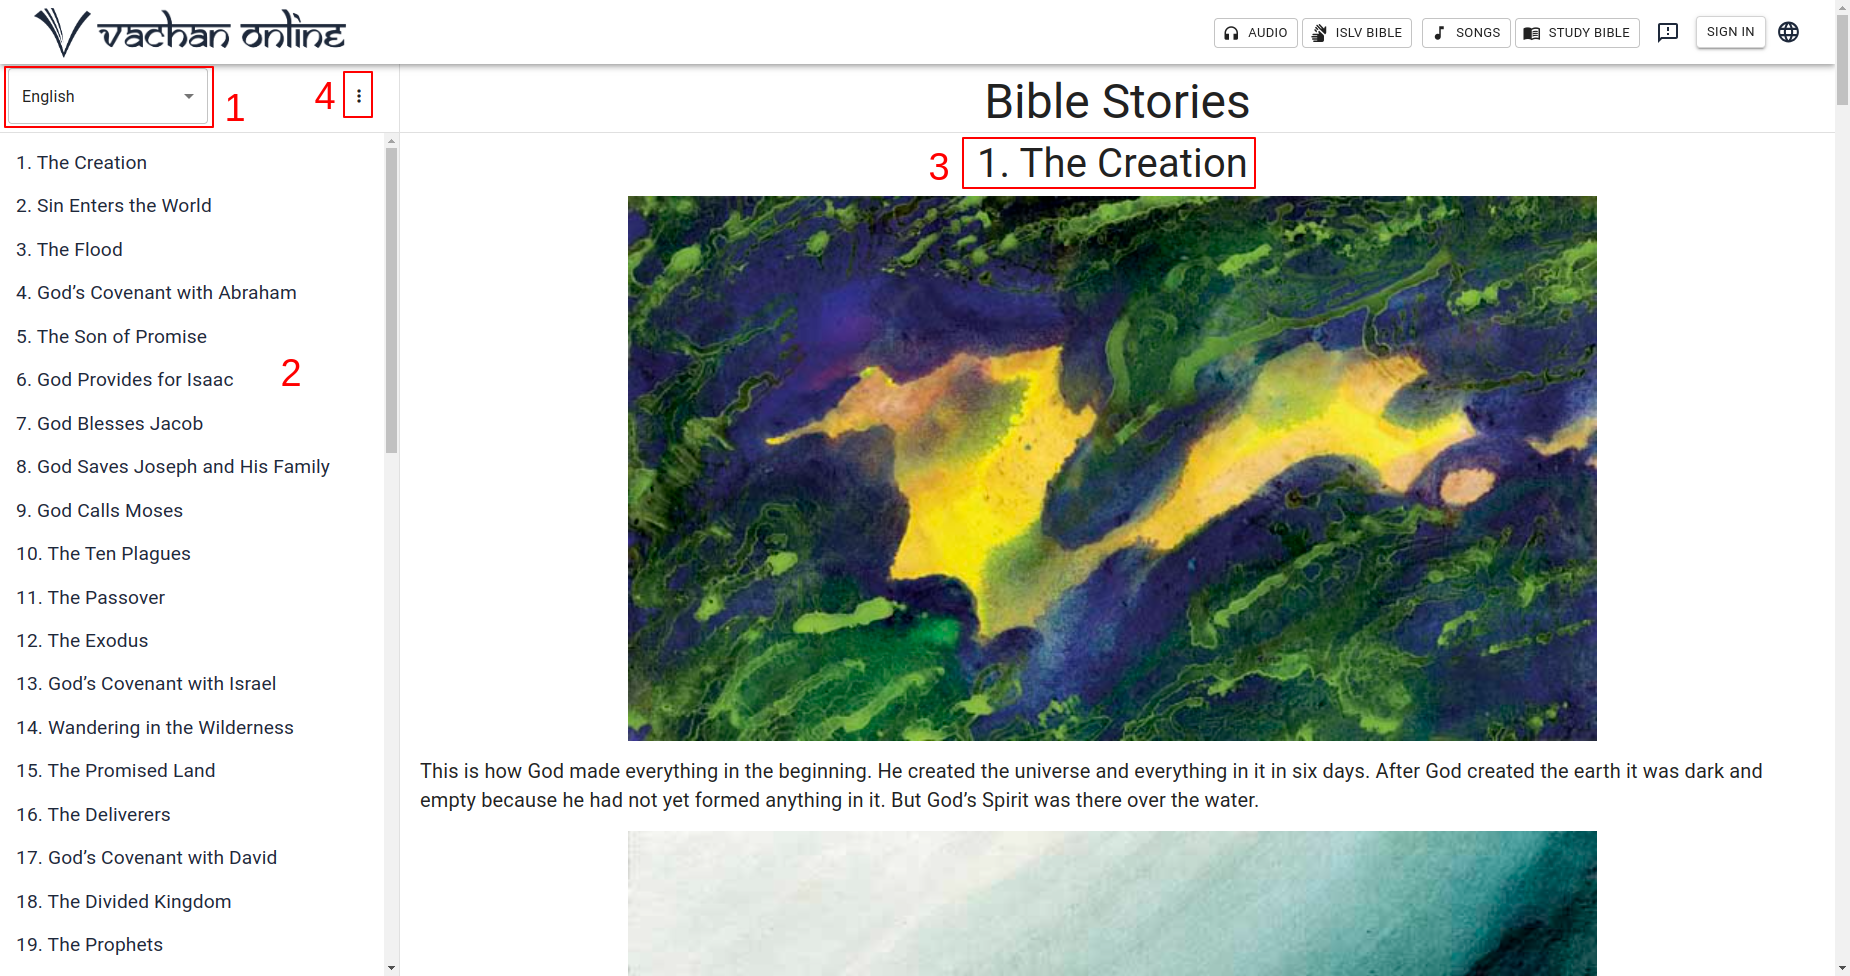 vachan online
AUDIO
ISLV BIBLE
SONGS
STUDY BIBLE
SIGN IN
English
1
4
Bible Stories
3
1. The Creation
1. The Creation
2. Sin Enters the World
3. The Flood
4. God’s Covenant with Abraham
5. The Son of Promise
6. God Provides for Isaac
2
7. God Blesses Jacob
8. God Saves Joseph and His Family
9. God Calls Moses
10. The Ten Plagues
11. The Passover
12. The Exodus
13. God’s Covenant with Israel
14. Wandering in the Wilderness
15. The Promised Land
16. The Deliverers
17. God’s Covenant with David
18. The Divided Kingdom
19. The Prophets
This is how God made everything in the beginning. He created the universe and everything in it in six days. After God created the earth it was dark and
empty because he had not yet formed anything in it. But God’s Spirit was there over the water.